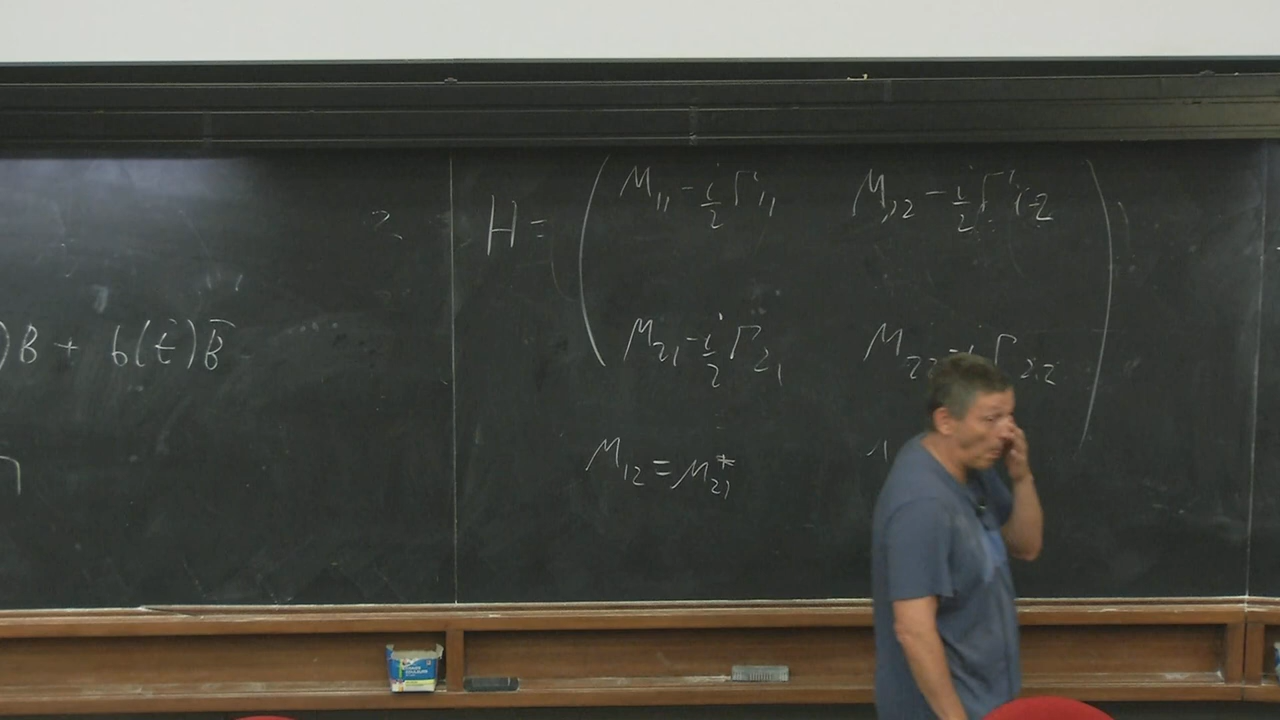 H = ( M₁₁ - i/2 Γ₁₁   M₁₂ - i/2 Γ₁₂
M₂₁ - i/2 Γ₂₁   M₂₂ - i Γ₂₂ )
)B + b(t)B̅
M₁₂ = M₂₁*